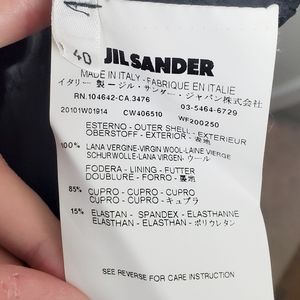 40
JIL SANDER
MADE IN ITALY-FABRIQUE EN ITALIE
イタリー製ージル・サンダー・ジャパン株式会社
RN.104642-CA.3476 03-5464-6729
20101W01914 CW406510 WF200250
ESTERNO-OUTER SHELL-EXTERIEUR
OBERSTOFF-EXTERIOR-表地
100% LANA VERGINE-VIRGIN WOOL-LAINE VIERGE
SCHURWOLLE-LANA VIRGEN-ウール
FODERA-LINING-FUTTER
DOUBLURE-FORRO-裏地
85% CUPRO-CUPRO-CUPRO
CUPRO-CUPRO-キュプラ
15% ELASTAN-SPANDEX-ELASTHANNE
ELASTHAN-ELASTHAN-ポリウレタン
SEE REVERSE FOR CARE INSTRUCTION